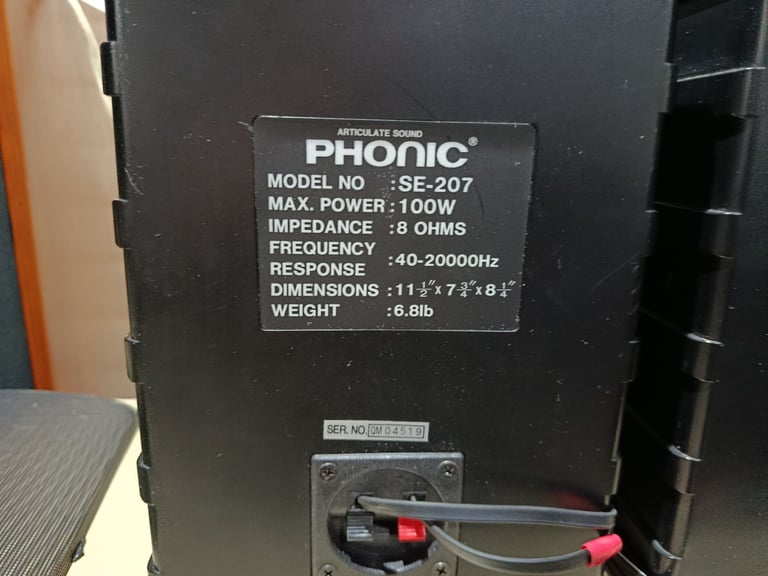 ARTICULATE SOUND
PHONIC®
MODEL NO :SE-207
MAX. POWER:100W
IMPEDANCE :8 OHMS
FREQUENCY RESPONSE :40-20000Hz
DIMENSIONS :11 1/2" x 7 3/4" x 8 1/4"
WEIGHT :6.8lb
SER. NO. QM04519